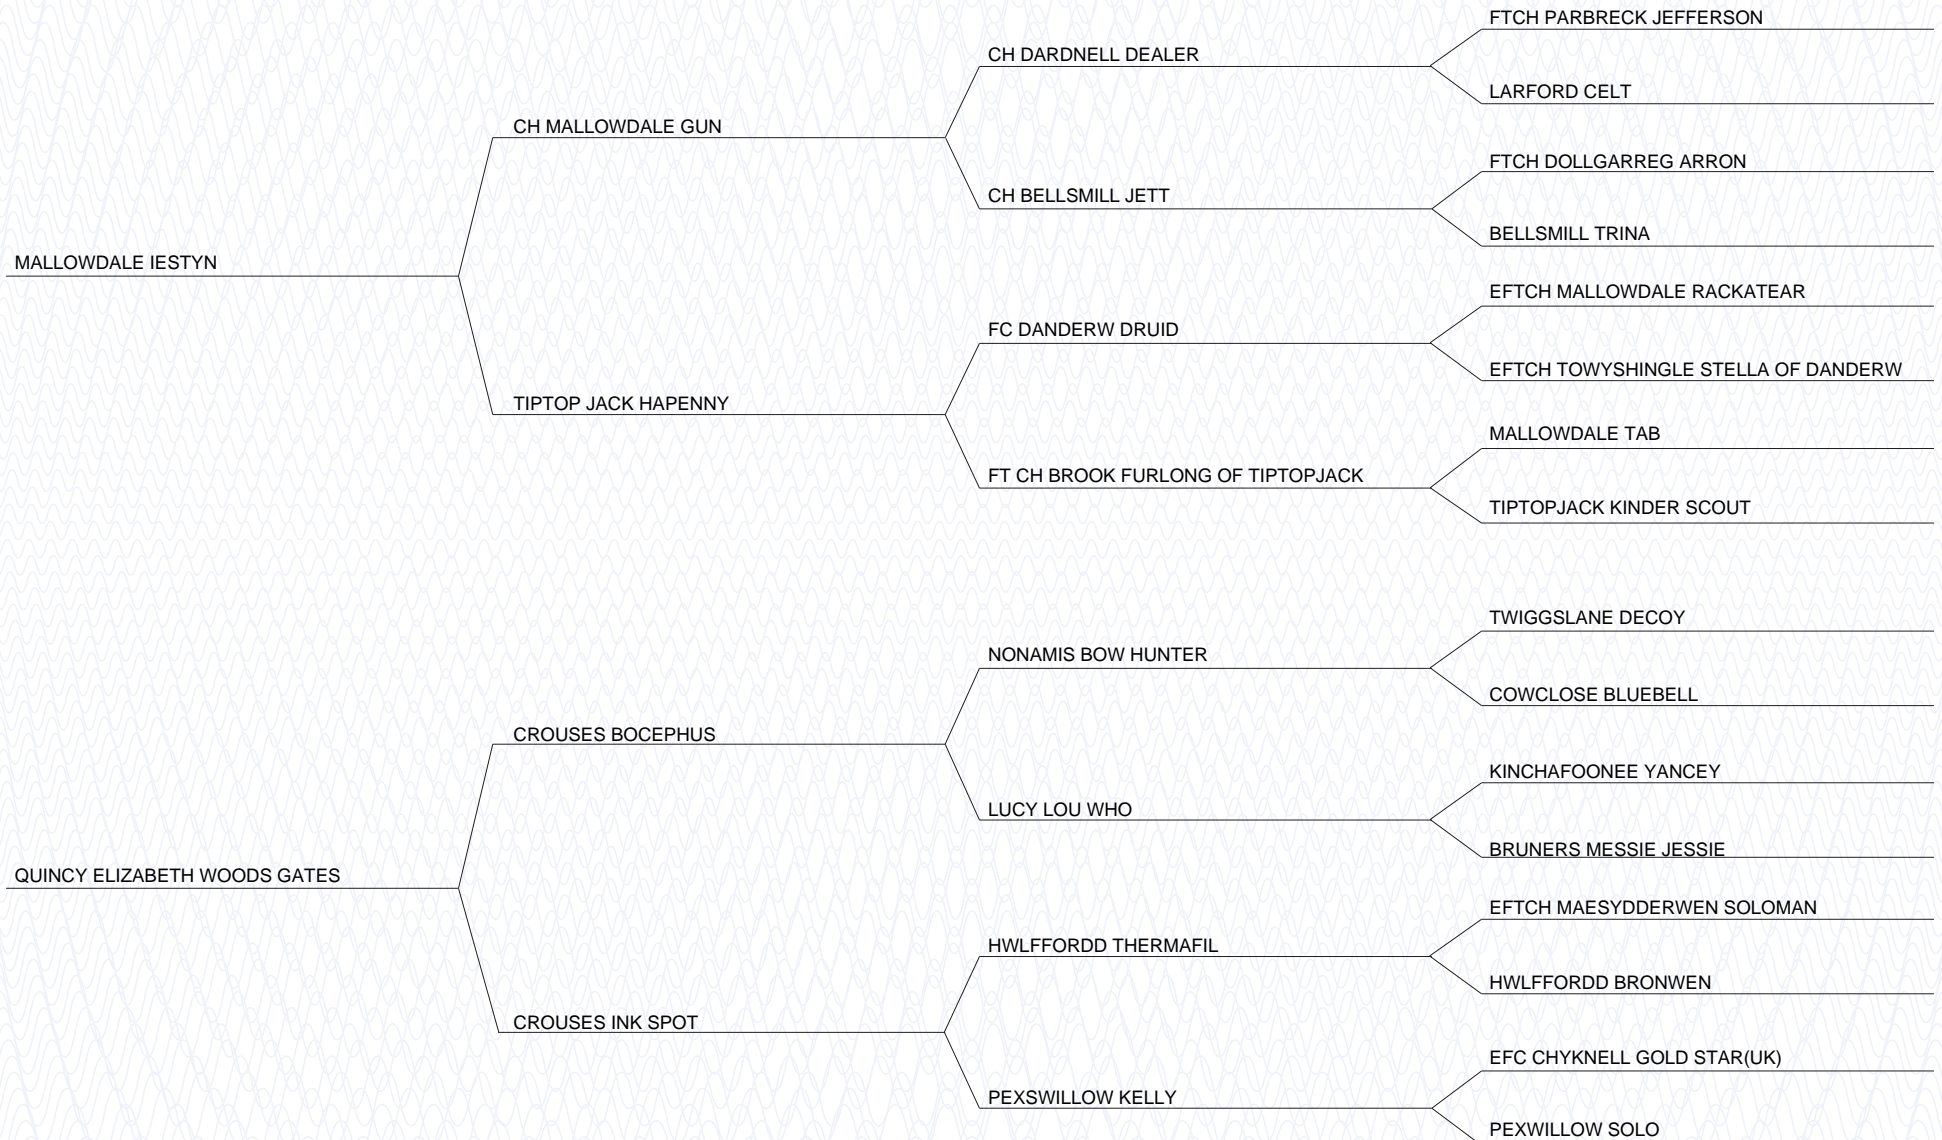 FTCH PARBRECK JEFFERSON
CH DARDNELL DEALER
LARFORD CELT
CH MALLOWDALE GUN
FTCH DOLLGARREG ARRON
CH BELLSMILL JETT
BELLSMILL TRINA
MALLOWDALE IESTYN
EFTCH MALLOWDALE RACKATEAR
FC DANDERW DRUID
EFTCH TOWYSHINGLE STELLA OF DANDERW
TIPTOP JACK HAPENNY
MALLOWDALE TAB
FT CH BROOK FURLONG OF TIPTOPJACK
TIPTOPJACK KINDER SCOUT
TWIGGSLANE DECOY
NONAMIS BOW HUNTER
COWCLOSE BLUEBELL
CROUSES BOCEPHUS
KINCHAFOONEE YANCEY
LUCY LOU WHO
BRUNERS MESSIE JESSIE
QUINCY ELIZABETH WOODS GATES
EFTCH MAESYDDERWEN SOLOMAN
HWLFFORDD THERMAFIL
HWLFFORDD BRONWEN
CROUSES INK SPOT
EFC CHYKNELL GOLD STAR(UK)
PEXSWILLOW KELLY
PEXWILLOW SOLO